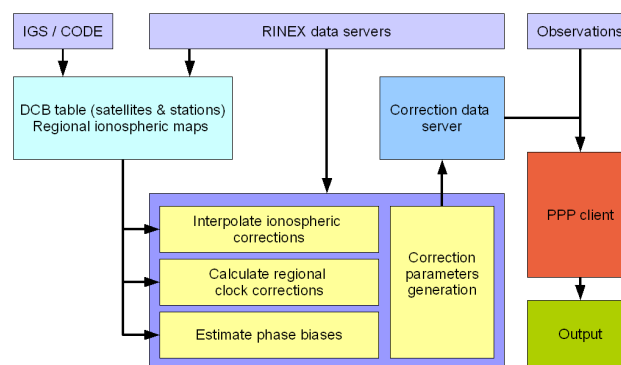 IGS / CODE
RINEX data servers
Observations
DCB table (satellites & stations)
Regional ionospheric maps
Correction data
server
PPP client
Interpolate ionospheric
corrections
Calculate regional
clock corrections
Estimate phase biases
Correction
parameters
generation
Output